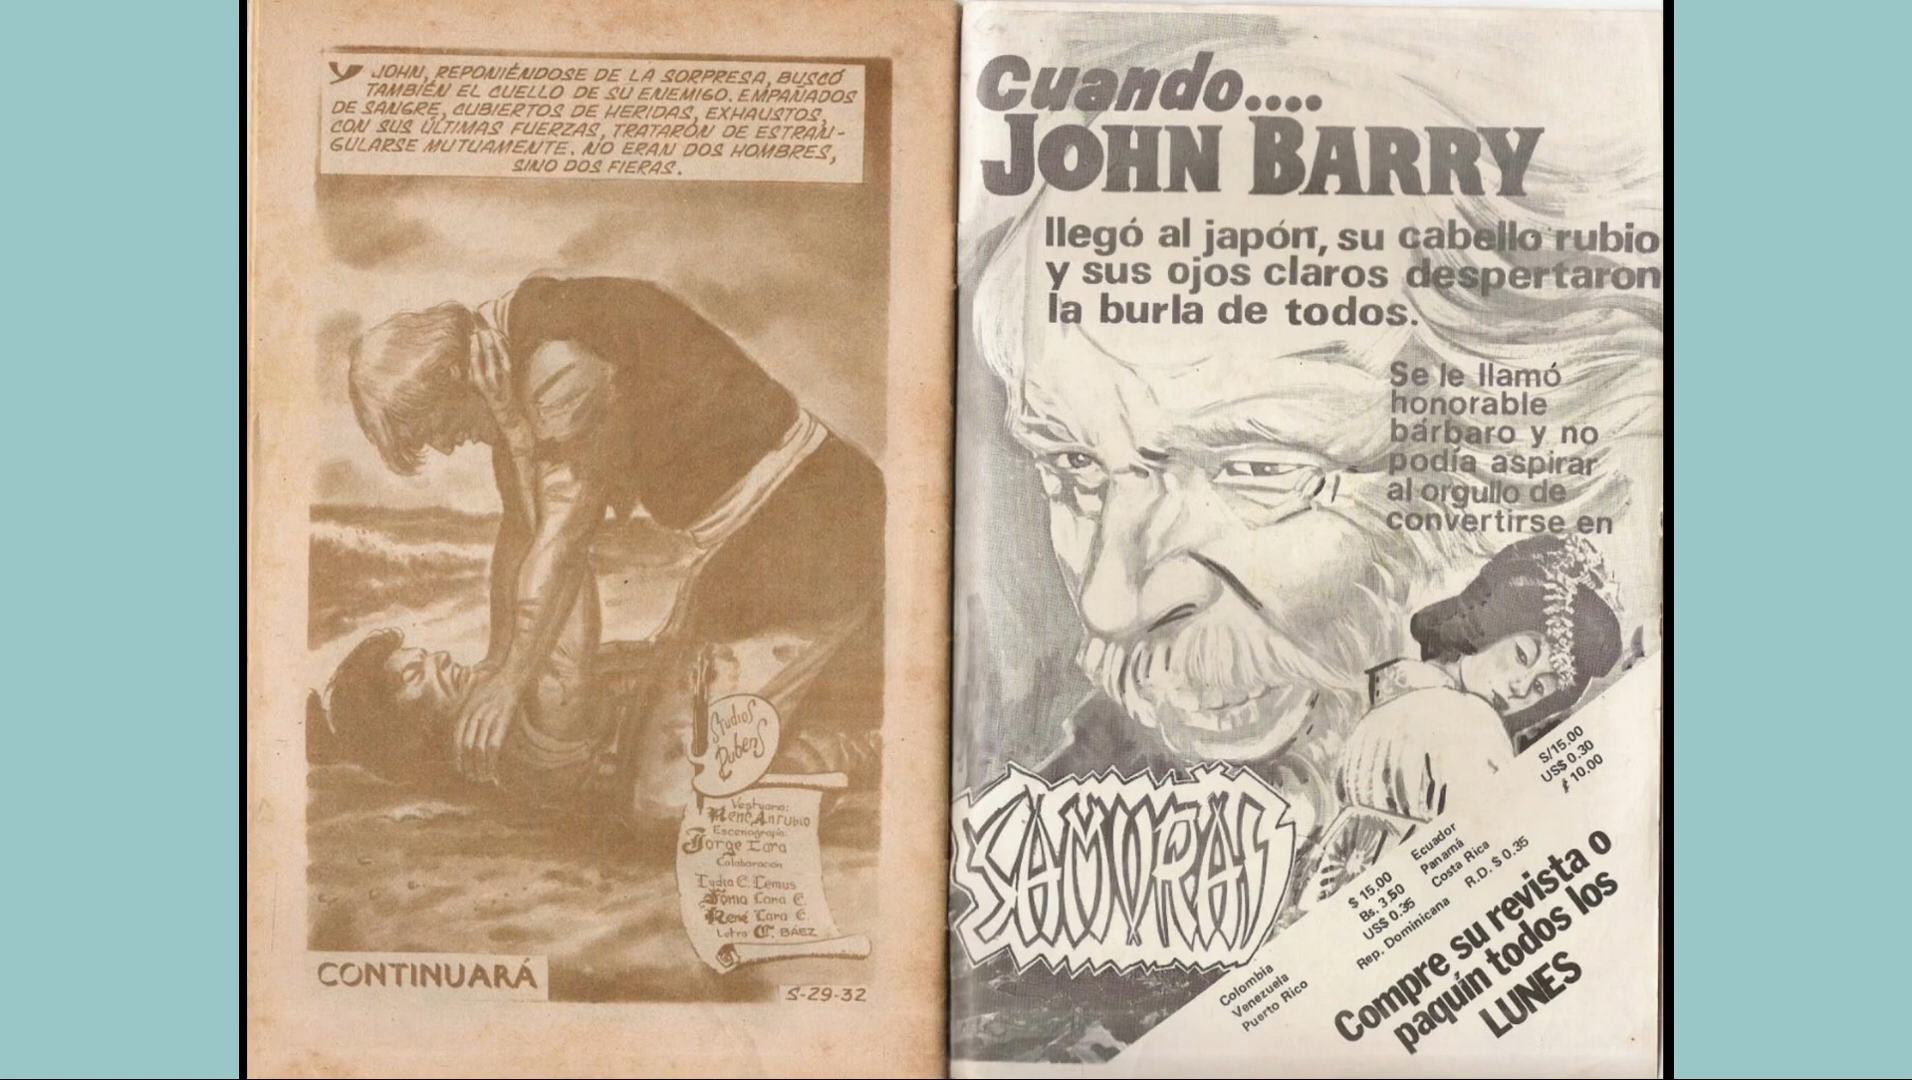 Y JOHN, REPONIÉNDOSE DE LA SORPRESA, BUSCÓ
TAMBIÉN EL CUELLO DE SU ENEMIGO. EMPAÑADOS
DE SANGRE, CUBIERTOS DE HERIDAS, EXHAUSTOS,
CON SUS ÚLTIMAS FUERZAS, TRATARON DE ESTRAN-
GULARSE MUTUAMENTE. NO ERAN DOS HOMBRES,
SINO DOS FIERAS.
Studios
Rubens
Vestuario:
René Anrubio
Escenografía:
Jorge Lara
Colaboración
Lydia E. Lemus
Sonia Lara E.
René Lara E.
Letra C. BÁEZ
CONTINUARÁ
S-29-32
Cuando....
JOHN BARRY
llegó al japón, su cabello rubio
y sus ojos claros despertaron
la burla de todos.
Se le llamó
honorable
bárbaro y no
podía aspirar
al orgullo de
convertirse en
SAMURAI
Colombia
Venezuela
Puerto Rico
$ 15.00
Bs. 3.50
US$ 0.35
Rep. Dominicana
Ecuador
Panamá
Costa Rica
R.D. $ 0.35
S/15.00
US$ 0.30
₡ 10.00
Compre su revista o
paquín todos los
LUNES